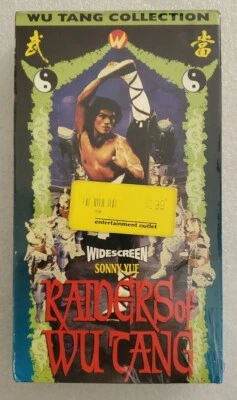 WU TANG COLLECTION
武 W 當
entertainment outlet
WIDESCREEN
SONNY YUE
RAIDERS of
WU TANG